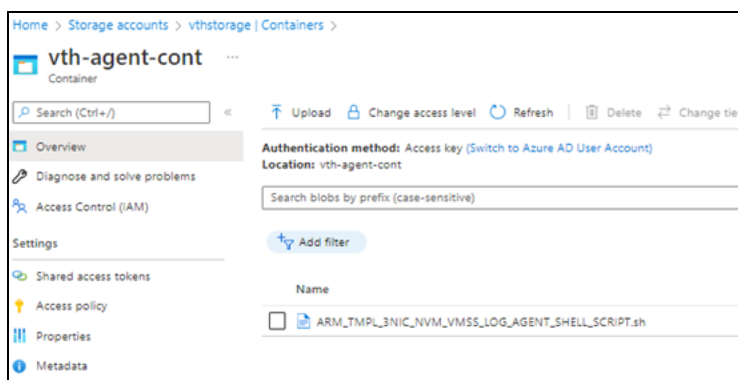 Home > Storage accounts > vthstorage | Containers >
vth-agent-cont ...
Container
Search (Ctrl+/) «
Upload Change access level Refresh Delete Change tie
Overview
Diagnose and solve problems
Access Control (IAM)
Settings
Shared access tokens
Access policy
Properties
Metadata
Authentication method: Access key (Switch to Azure AD User Account)
Location: vth-agent-cont
Search blobs by prefix (case-sensitive)
Add filter
Name
ARM_TMPL_3NIC_NVM_VMSS_LOG_AGENT_SHELL_SCRIPT.sh